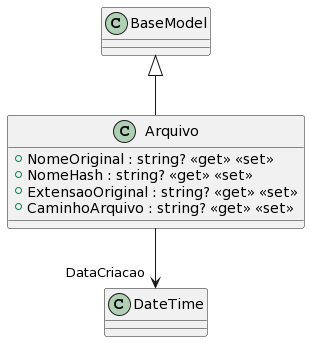 C BaseModel
C Arquivo
NomeOriginal : string? «get» «set»
NomeHash : string? «get» «set»
ExtensaoOriginal : string? «get» «set»
CaminhoArquivo : string? «get» «set»
DataCriacao
C DateTime